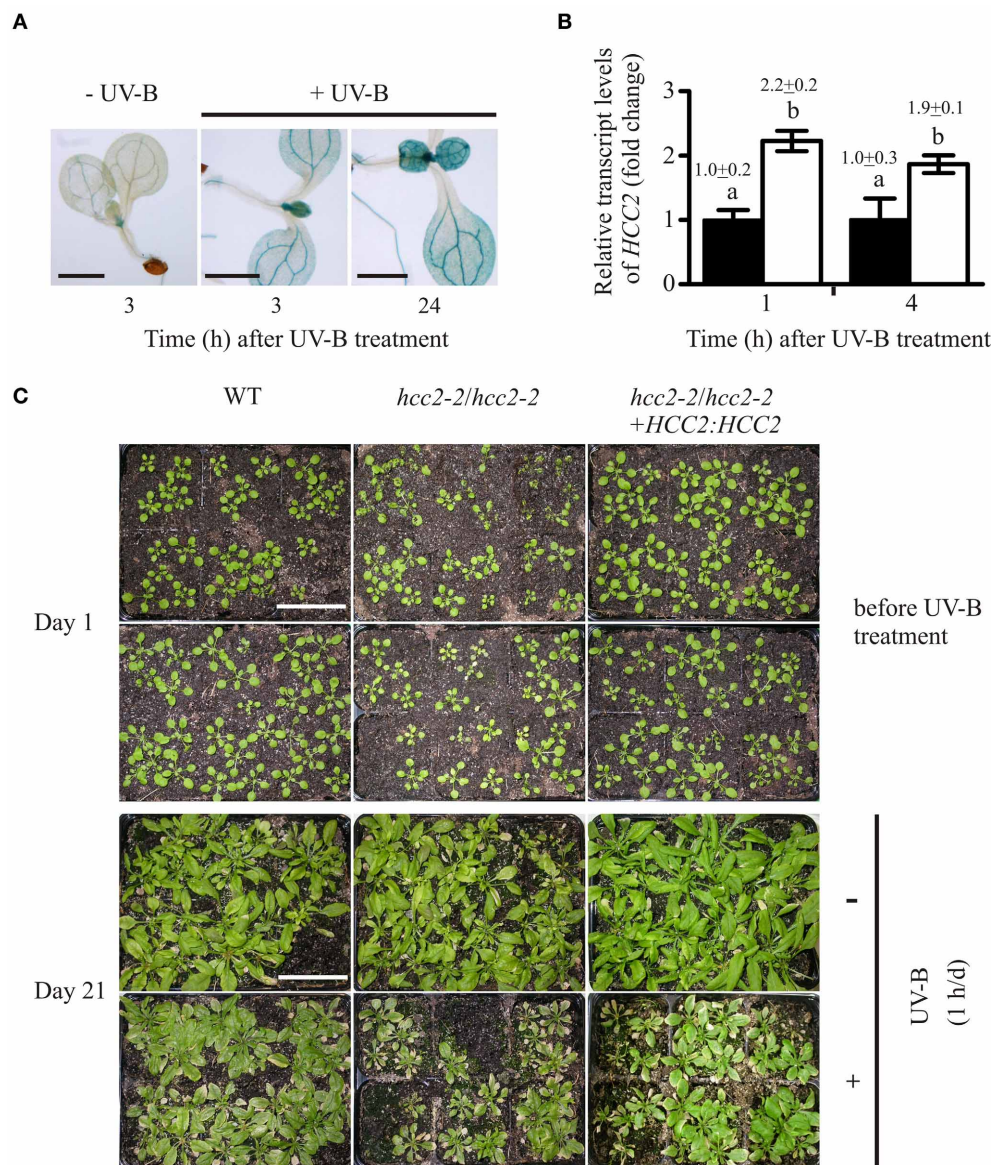 A
- UV-B
+ UV-B
3
3
24
Time (h) after UV-B treatment
B
Relative transcript levels
of HCC2 (fold change)
3
2
1
0
1.0±0.2
a
2.2±0.2
b
1.0±0.3
a
1.9±0.1
b
1
4
Time (h) after UV-B treatment
C
WT
hcc2-2/hcc2-2
hcc2-2/hcc2-2
+HCC2:HCC2
Day 1
before UV-B
treatment
Day 21
-
+
UV-B
(1 h/d)